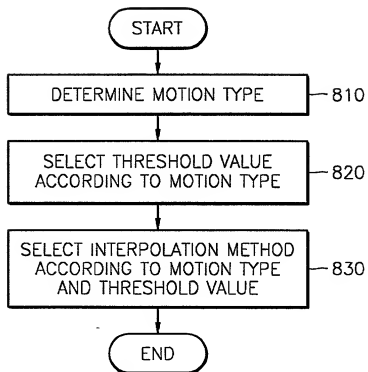 START
DETERMINE MOTION TYPE
810
SELECT THRESHOLD VALUE
ACCORDING TO MOTION TYPE
820
SELECT INTERPOLATION METHOD
ACCORDING TO MOTION TYPE
AND THRESHOLD VALUE
830
END